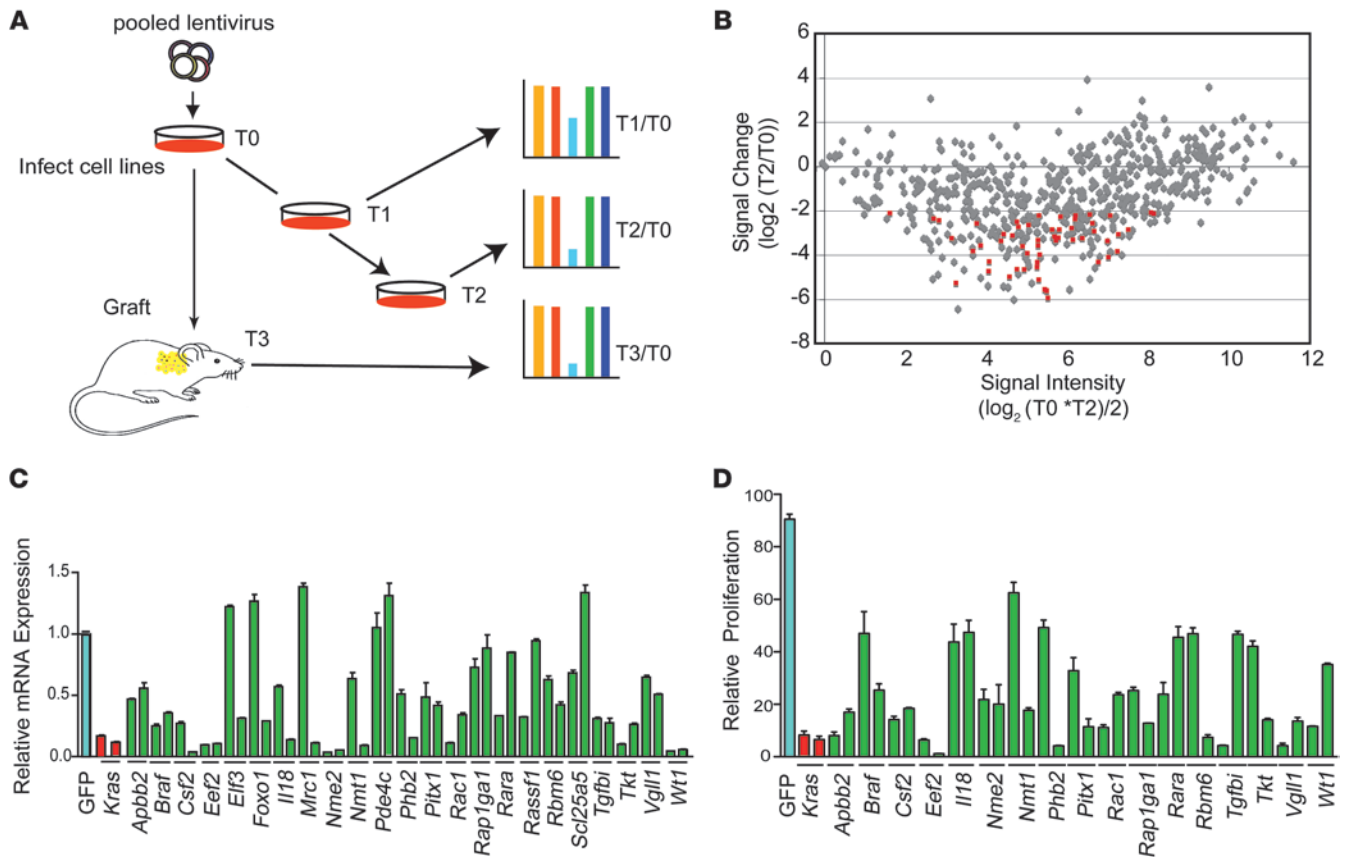 A
pooled lentivirus
T0
Infect cell lines
T1
T2
Graft
T3
T1/T0
T2/T0
T3/T0
B
Signal Change
(log2 (T2/T0))
6
4
2
0
-2
-4
-6
-8
0 2 4 6 8 10 12
Signal Intensity
(log2 (T0 *T2)/2)
C
Relative mRNA Expression
1.5
1.0
0.5
0.0
GFP
Kras
Apbb2
Braf
Csf2
Eef2
Elf3
Foxo1
Il18
Mrc1
Nme2
Nmt1
Pde4c
Phb2
Pitx1
Rac1
Rap1ga1
Rara
Rassf1
Rbm6
Scl25a5
Tgfbi
Tkt
Vgll1
Wt1
D
Relative Proliferation
100
80
60
40
20
0
GFP
Kras
Apbb2
Braf
Csf2
Eef2
Il18
Nme2
Nmt1
Phb2
Pitx1
Rac1
Rap1ga1
Rara
Rbm6
Tgfbi
Tkt
Vgll1
Wt1